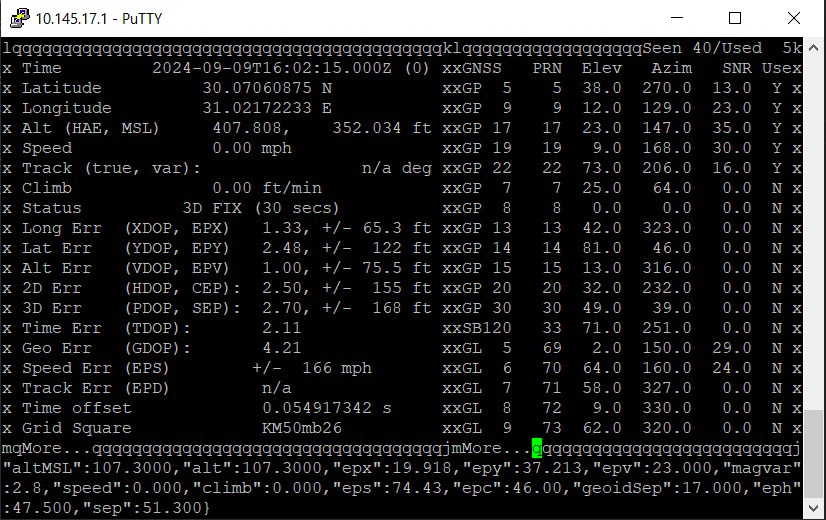 10.145.17.1 - PuTTY
lqqqqqqqqqqqqqqqqqqqqqqqqqqqqqqqqqqqqqqqqqqqklqqqqqqqqqqqqqqqqqqSeen 40/Used  5k
x Time         2024-09-09T16:02:15.000Z (0) xxGNSS   PRN  Elev   Azim   SNR Usex
x Latitude          30.07060875 N           xxGP  5    5  38.0  270.0  13.0  Y x
x Longitude         31.02172233 E           xxGP  9    9  12.0  129.0  23.0  Y x
x Alt (HAE, MSL)     407.808,    352.034 ft xxGP 17   17  23.0  147.0  35.0  Y x
x Speed              0.00 mph               xxGP 19   19   9.0  168.0  30.0  Y x
x Track (true, var):                n/a deg xxGP 22   22  73.0  206.0  16.0  Y x
x Climb              0.00 ft/min            xxGP  7    7  25.0   64.0   0.0  N x
x Status          3D FIX (30 secs)          xxGP  8    8   0.0    0.0   0.0  N x
x Long Err  (XDOP, EPX)   1.33, +/- 65.3 ft xxGP 13   13  42.0  323.0   0.0  N x
x Lat Err   (YDOP, EPY)   2.48, +/-  122 ft xxGP 14   14  81.0   46.0   0.0  N x
x Alt Err   (VDOP, EPV)   1.00, +/- 75.5 ft xxGP 15   15  13.0  316.0   0.0  N x
x 2D Err    (HDOP, CEP):  2.50, +/-  155 ft xxGP 20   20  32.0  232.0   0.0  N x
x 3D Err    (PDOP, SEP):  2.70, +/-  168 ft xxGP 30   30  49.0   39.0   0.0  N x
x Time Err  (TDOP):       2.11              xxSB120   33  71.0  251.0   0.0  N x
x Geo Err   (GDOP):       4.21              xxGL  5   69   2.0  150.0  29.0  N x
x Speed Err (EPS)        +/-  166 mph       xxGL  6   70  64.0  160.0  24.0  N x
x Track Err (EPD)         n/a               xxGL  7   71  58.0  327.0   0.0  N x
x Time offset             0.054917342 s     xxGL  8   72   9.0  330.0   0.0  N x
x Grid Square             KM50mb26          xxGL  9   73  62.0  320.0   0.0  N x
mqMore...qqqqqqqqqqqqqqqqqqqqqqqqqqqqqqqqqqqjmMore...qqqqqqqqqqqqqqqqqqqqqqqqqqj
"altMSL":107.3000,"alt":107.3000,"epx":19.918,"epy":37.213,"epv":23.000,"magvar"
:2.8,"speed":0.000,"climb":0.000,"eps":74.43,"epc":46.00,"geoidSep":17.000,"eph"
:47.500,"sep":51.300}